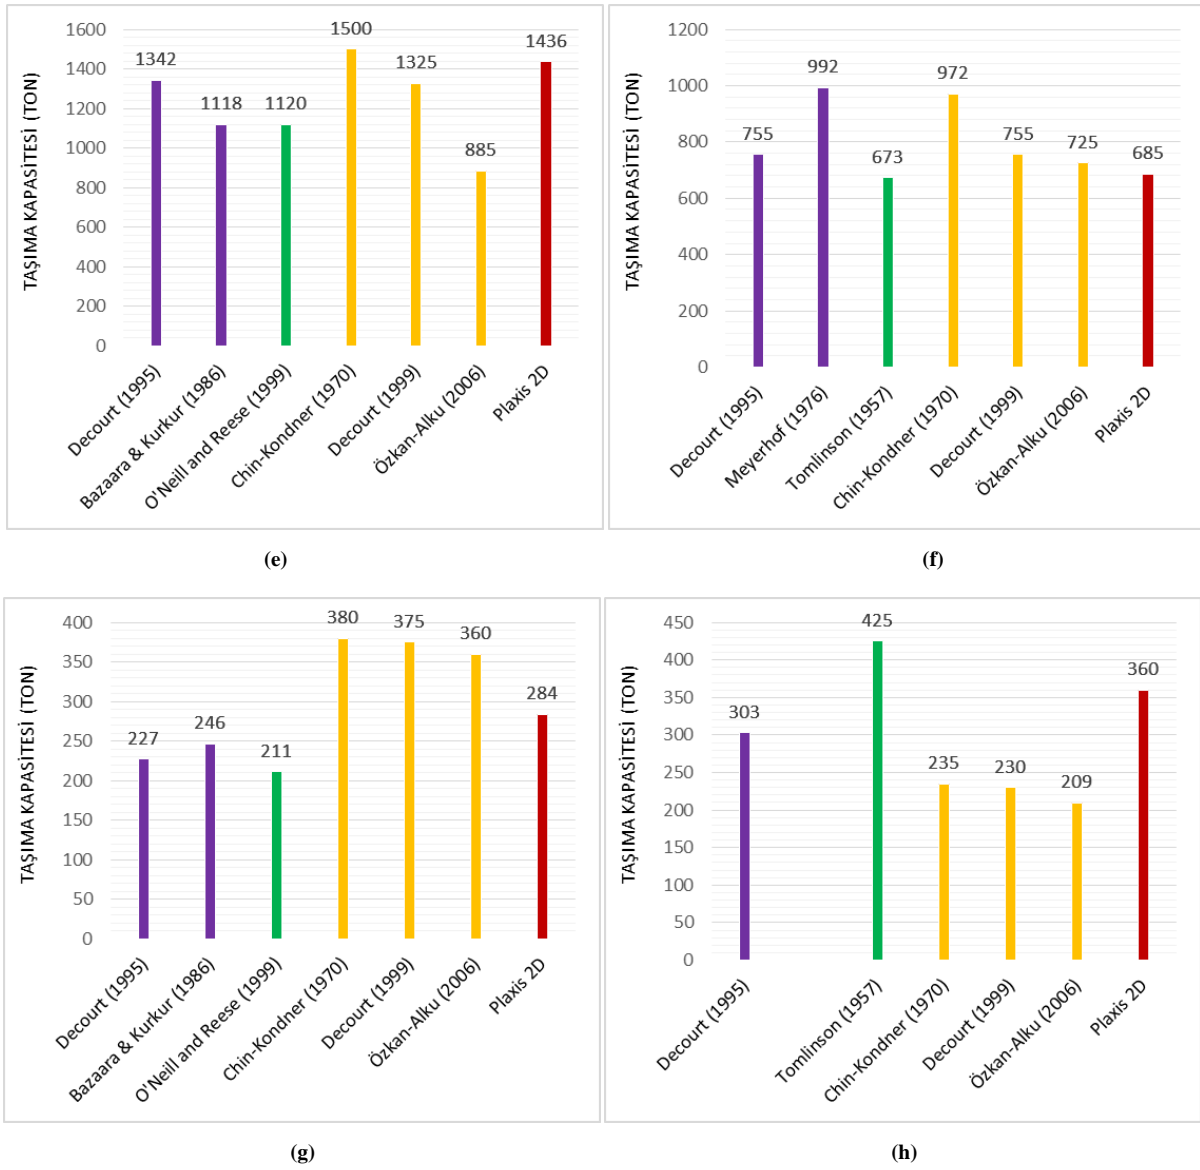 1600
1400
1200
1000
800
600
400
200
0
TAŞIMA KAPASİTESİ (TON)
1342
1118
1120
1500
1325
885
1436
Decourt (1995)
Bazaara & Kurkur (1986)
O'Neill and Reese (1999)
Chin-Kondner (1970)
Decourt (1999)
Özkan-Alku (2006)
Plaxis 2D
(e)
1200
1000
800
600
400
200
0
TAŞIMA KAPASİTESİ (TON)
755
992
673
972
755
725
685
Decourt (1995)
Meyerhof (1976)
Tomlinson (1957)
Chin-Kondner (1970)
Decourt (1999)
Özkan-Alku (2006)
Plaxis 2D
(f)
400
350
300
250
200
150
100
50
0
TAŞIMA KAPASİTESİ (TON)
227
246
211
380
375
360
284
Decourt (1995)
Bazaara & Kurkur (1986)
O'Neill and Reese (1999)
Chin-Kondner (1970)
Decourt (1999)
Özkan-Alku (2006)
Plaxis 2D
(g)
450
400
350
300
250
200
150
100
50
0
TAŞIMA KAPASİTESİ (TON)
303
425
235
230
209
360
Decourt (1995)
Tomlinson (1957)
Chin-Kondner (1970)
Decourt (1999)
Özkan-Alku (2006)
Plaxis 2D
(h)